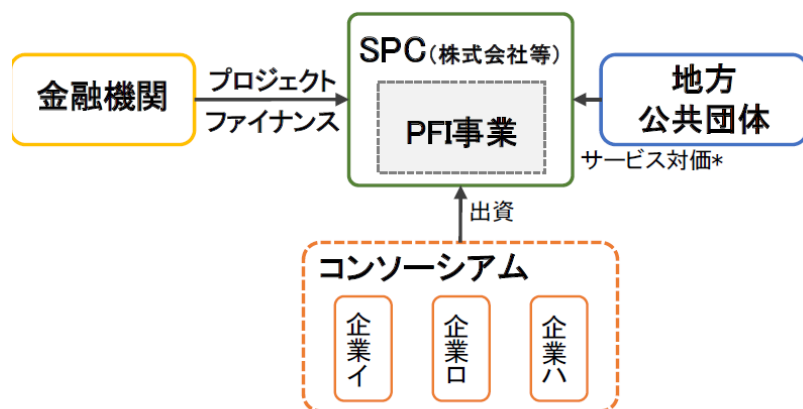 SPC(株式会社等)
金融機関
プロジェクト
ファイナンス
PFI事業
地方
公共団体
サービス対価*
出資
コンソーシアム
企業イ
企業ロ
企業ハ